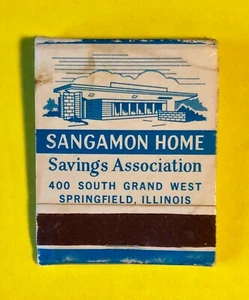 SANGAMON HOME
Savings Association
400 SOUTH GRAND WEST
SPRINGFIELD, ILLINOIS